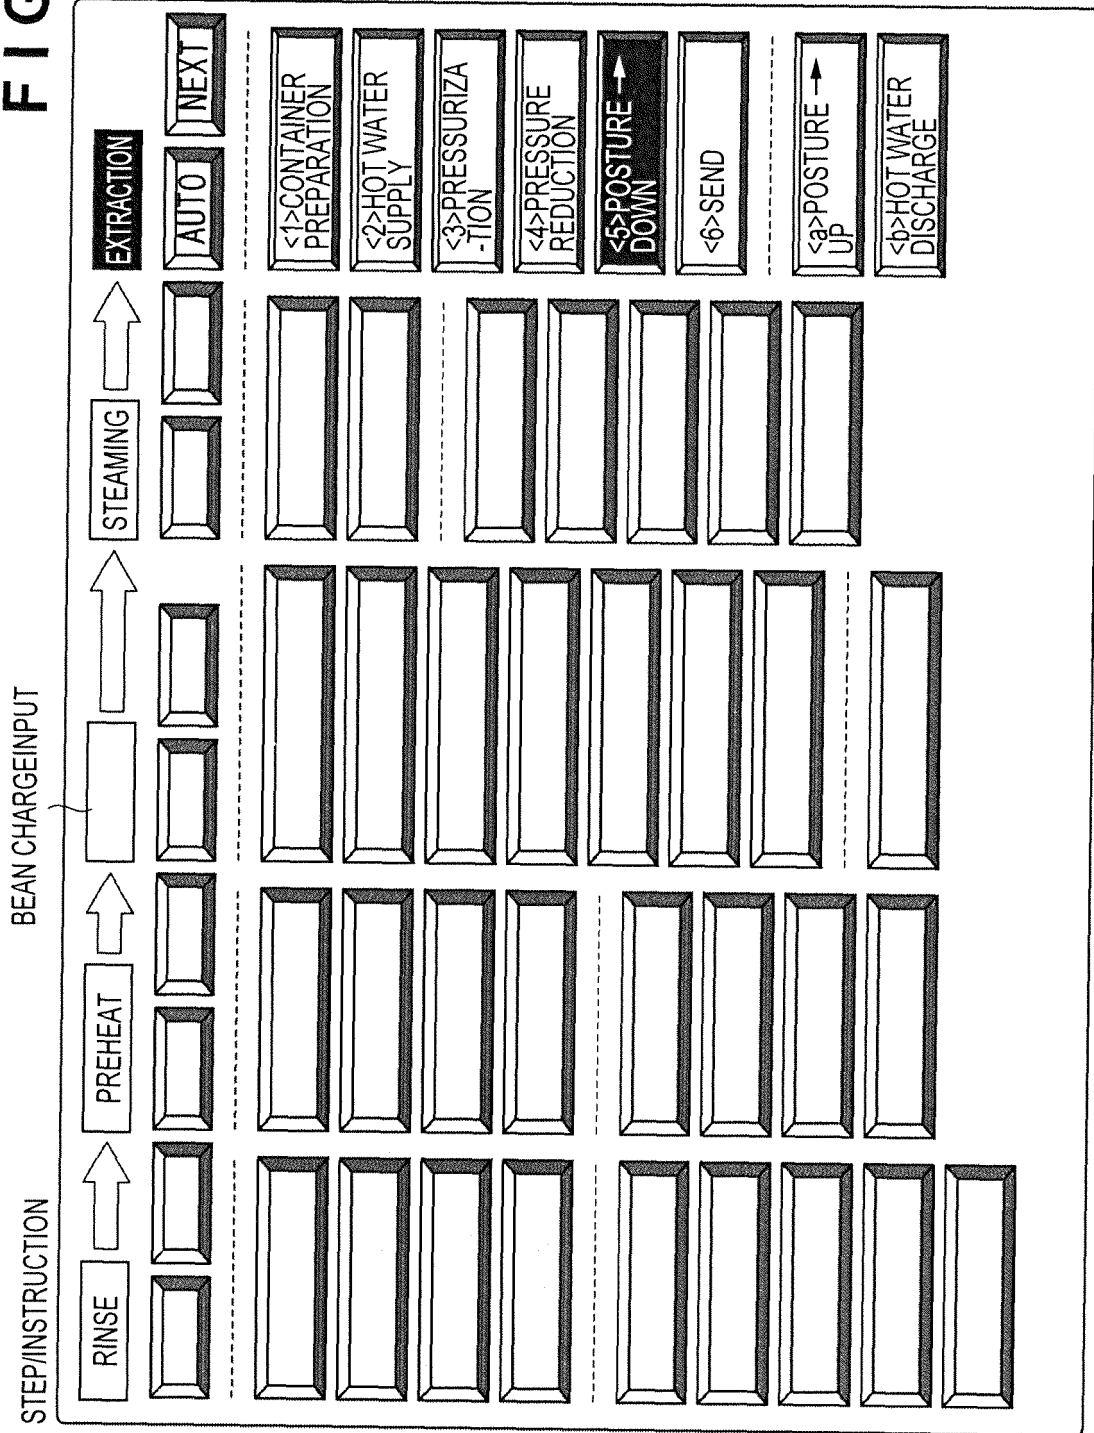 FIG
STEP/INSTRUCTION
BEAN CHARGEINPUT
RINSE
PREHEAT
STEAMING
EXTRACTION
AUTO
NEXT
<1>CONTAINER
PREPARATION
<2>HOT WATER
SUPPLY
<3>PRESSURIZA
-TION
<4>PRESSURE
REDUCTION
<5>POSTURE→
DOWN
<6>SEND
<a>POSTURE→
UP
<b>HOT WATER
DISCHARGE